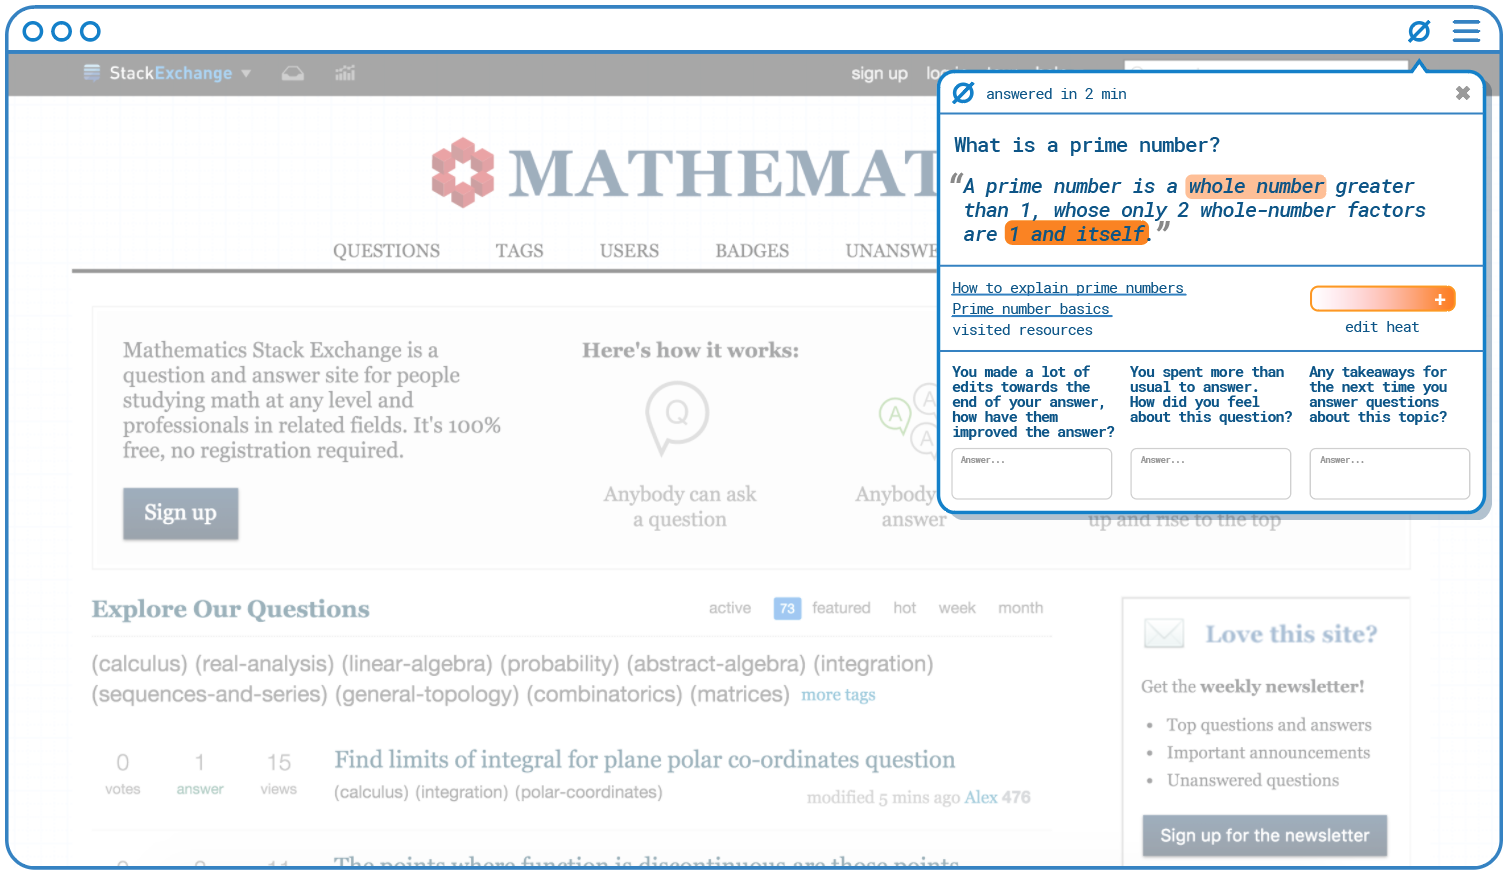 StackExchange
sign up
answered in 2 min
What is a prime number?
“A prime number is a whole number greater
than 1, whose only 2 whole-number factors
are 1 and itself.”
How to explain prime numbers
Prime number basics
visited resources
+
edit heat
You made a lot of
edits towards the
end of your answer,
how have them
improved the answer?
Answer...
You spent more than
usual to answer.
How did you feel
about this question?
Answer...
Any takeaways for
the next time you
answer questions
about this topic?
Answer...
MATHEMAT
QUESTIONS TAGS USERS BADGES UNANSWE
Mathematics Stack Exchange is a
question and answer site for people
studying math at any level and
professionals in related fields. It's 100%
free, no registration required.
Sign up
Here's how it works:
Q
Anybody can ask
a question
A
A
A
Anybody
answer
up and rise to the top
Explore Our Questions
active 73 featured hot week month
(calculus) (real-analysis) (linear-algebra) (probability) (abstract-algebra) (integration)
(sequences-and-series) (general-topology) (combinatorics) (matrices) more tags
0 1 15
votes answer views
Find limits of integral for plane polar co-ordinates question
(calculus) (integration) (polar-coordinates)
modified 5 mins ago Alex 476
The points where function is discontinuous are those points
Love this site?
Get the weekly newsletter!
• Top questions and answers
• Important announcements
• Unanswered questions
Sign up for the newsletter